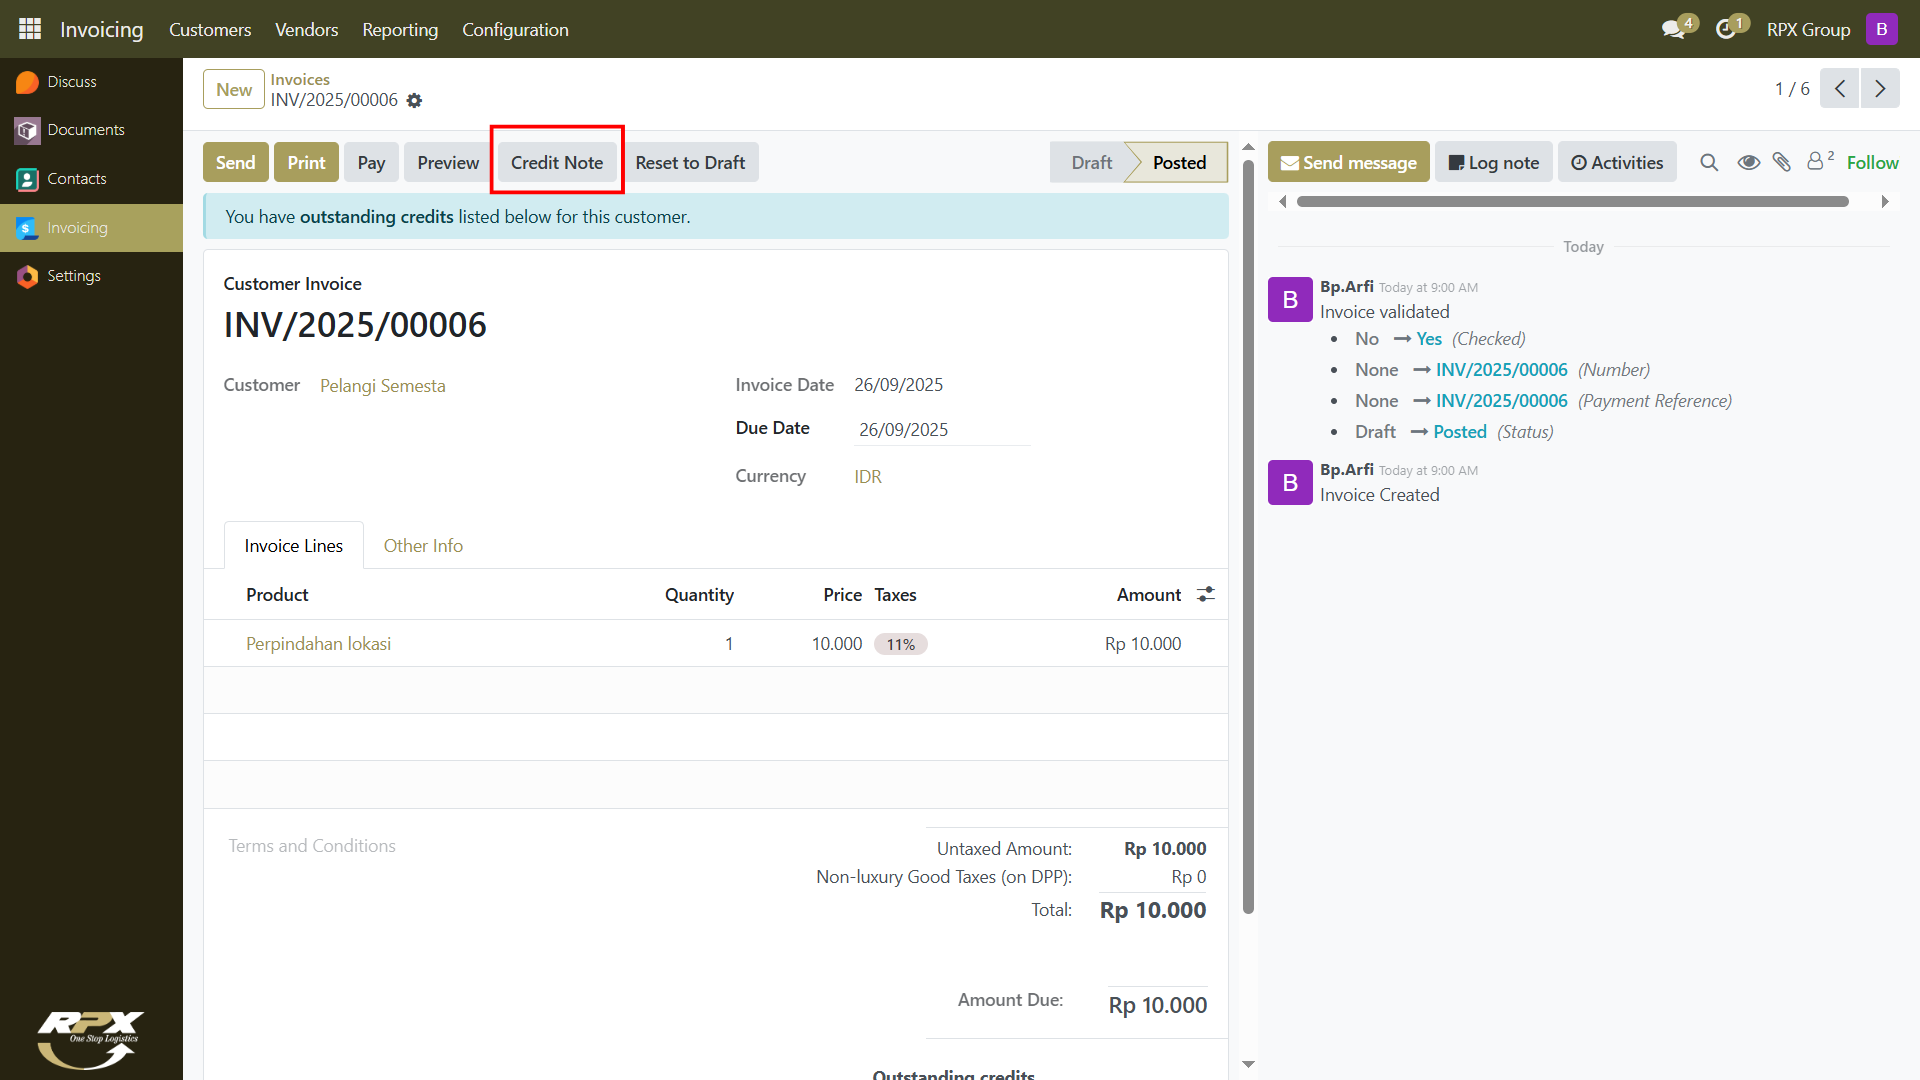 Invoicing Customers Vendors Reporting Configuration 4 1 RPX Group B
Discuss
Documents
Contacts
Invoicing
Settings
RPX
One Stop Logistics
New Invoices
INV/2025/00006
1 / 6
Send Print Pay Preview Credit Note Reset to Draft Draft Posted
You have outstanding credits listed below for this customer.
Customer Invoice
INV/2025/00006
Customer Pelangi Semesta
Invoice Date 26/09/2025
Due Date 26/09/2025
Currency IDR
Invoice Lines Other Info
Product Quantity Price Taxes Amount
Perpindahan lokasi 1 10.000 11% Rp 10.000
Terms and Conditions
Untaxed Amount: Rp 10.000
Non-luxury Good Taxes (on DPP): Rp 0
Total: Rp 10.000
Amount Due: Rp 10.000
Outstanding credits
Send message Log note Activities 2 Follow
Today
B Bp.Arfi Today at 9:00 AM
Invoice validated
No → Yes (Checked)
None → INV/2025/00006 (Number)
None → INV/2025/00006 (Payment Reference)
Draft → Posted (Status)
B Bp.Arfi Today at 9:00 AM
Invoice Created